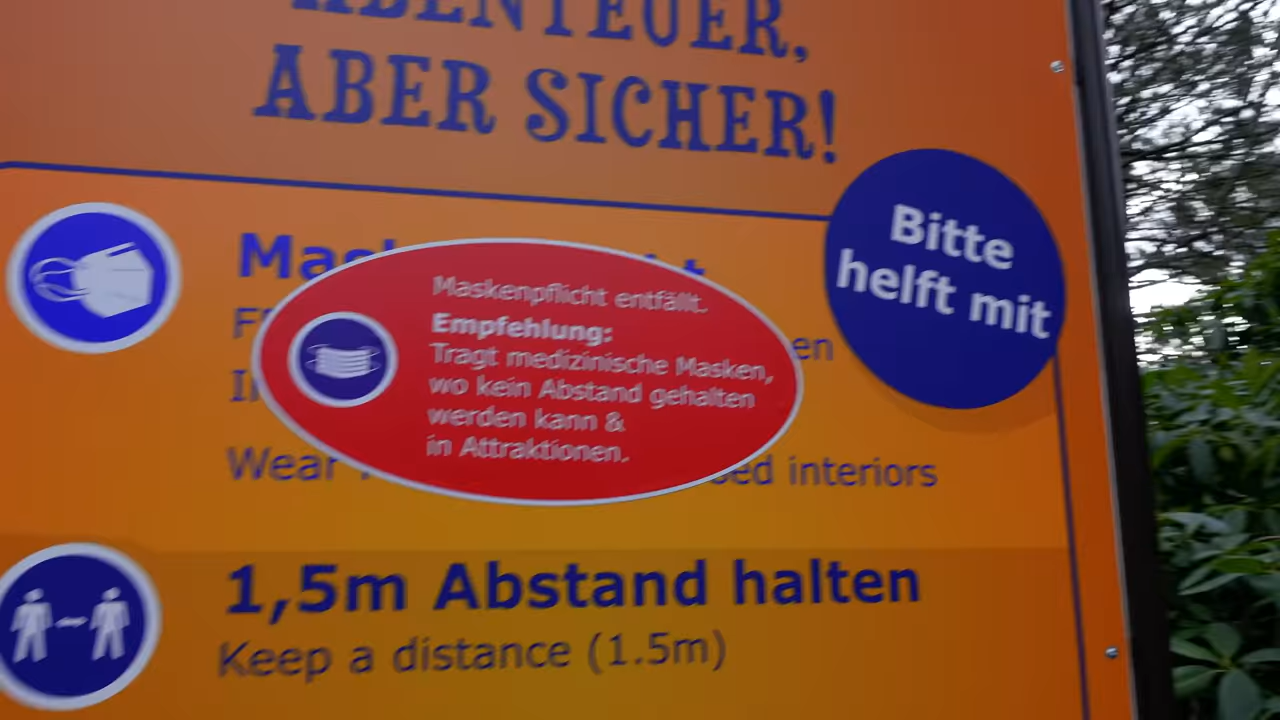 ABENTEUER,
ABER SICHER!
Bitte
helft mit
Maskenpflicht entfällt.
Empfehlung:
Tragt medizinische Masken,
wo kein Abstand gehalten
werden kann &
in Attraktionen.
Wear
interiors
1,5m Abstand halten
Keep a distance (1.5m)